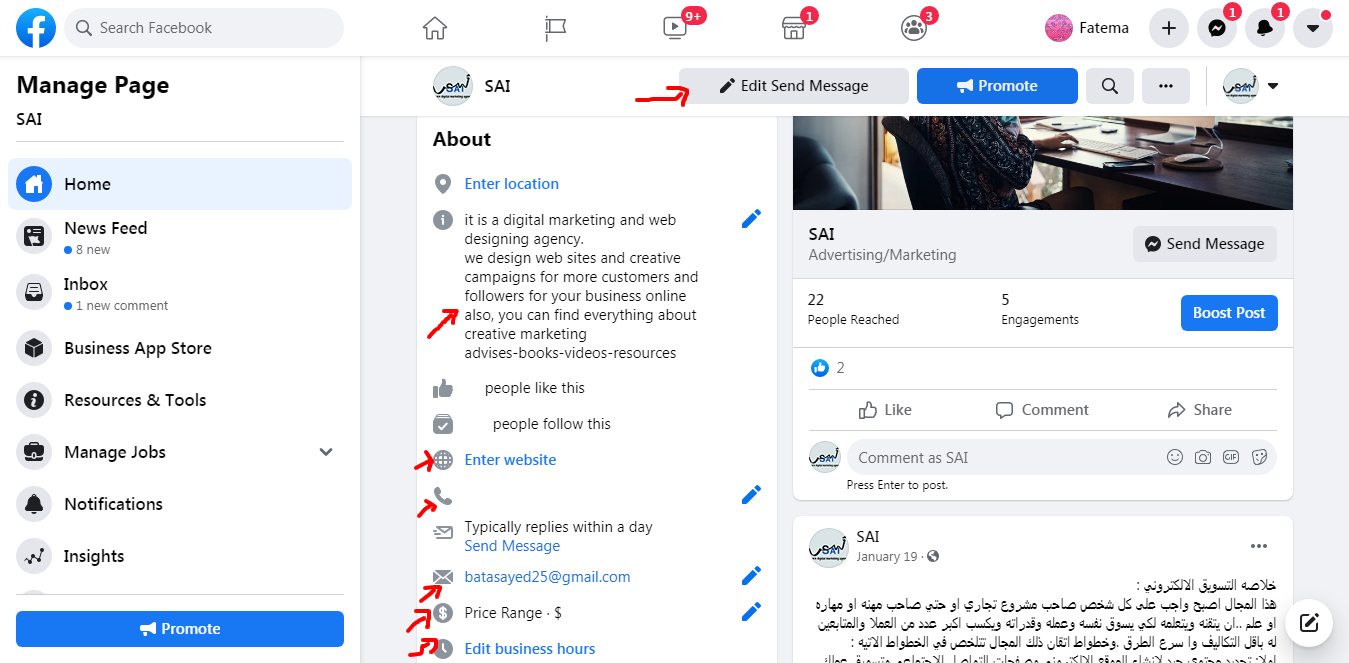 Search Facebook
9+
1
3
Fatema
1
1
Manage Page
SAI
Home
News Feed
8 new
Inbox
1 new comment
Business App Store
Resources & Tools
Manage Jobs
Notifications
Insights
Promote
SAI
Edit Send Message
Promote
About
Enter location
it is a digital marketing and web
designing agency.
we design web sites and creative
campaigns for more customers and
followers for your business online
also, you can find everything about
creative marketing
advises-books-videos-resources
people like this
people follow this
Enter website
Typically replies within a day
Send Message
batasayed25@gmail.com
Price Range · $
Edit business hours
SAI
Advertising/Marketing
Send Message
22
People Reached
5
Engagements
Boost Post
2
Like
Comment
Share
Comment as SAI
GIF
Press Enter to post.
SAI
January 19 ·
خلاصه التسويق الالكتروني :
هذا المجال اصبح واجب على كل شخص صاحب مشروع تجاري او حتي صاحب مهنه او مهاره
او علم ..ان يتقنه ويتعلمه لكي يسوق نفسه وعمله وقدراته ويكسب اكبر عدد من العملا والمتابعين
له باقل التكاليف وا سرع الطرق .وخطواط اتقان ذلك المجال تتلخص في الخطواط الاتيه :